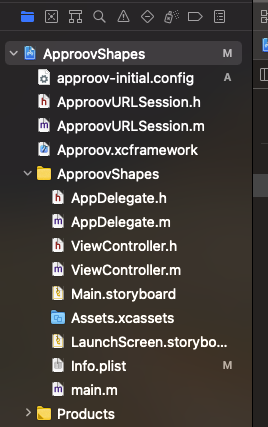 ApproovShapes M
approov-initial.config A
ApproovURLSession.h
ApproovURLSession.m
Approov.xcframework
ApproovShapes
AppDelegate.h
AppDelegate.m
ViewController.h
ViewController.m
Main.storyboard
Assets.xcassets
LaunchScreen.storybo...
Info.plist M
main.m
Products